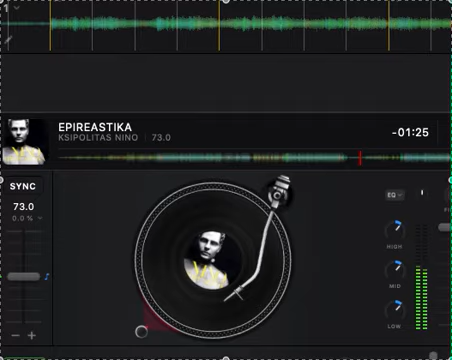 EPIREASTIKA
KSIPOLITAS NINO 73.0
-01:25
SYNC
73.0
0.0 %
EQ
HIGH
MID
LOW